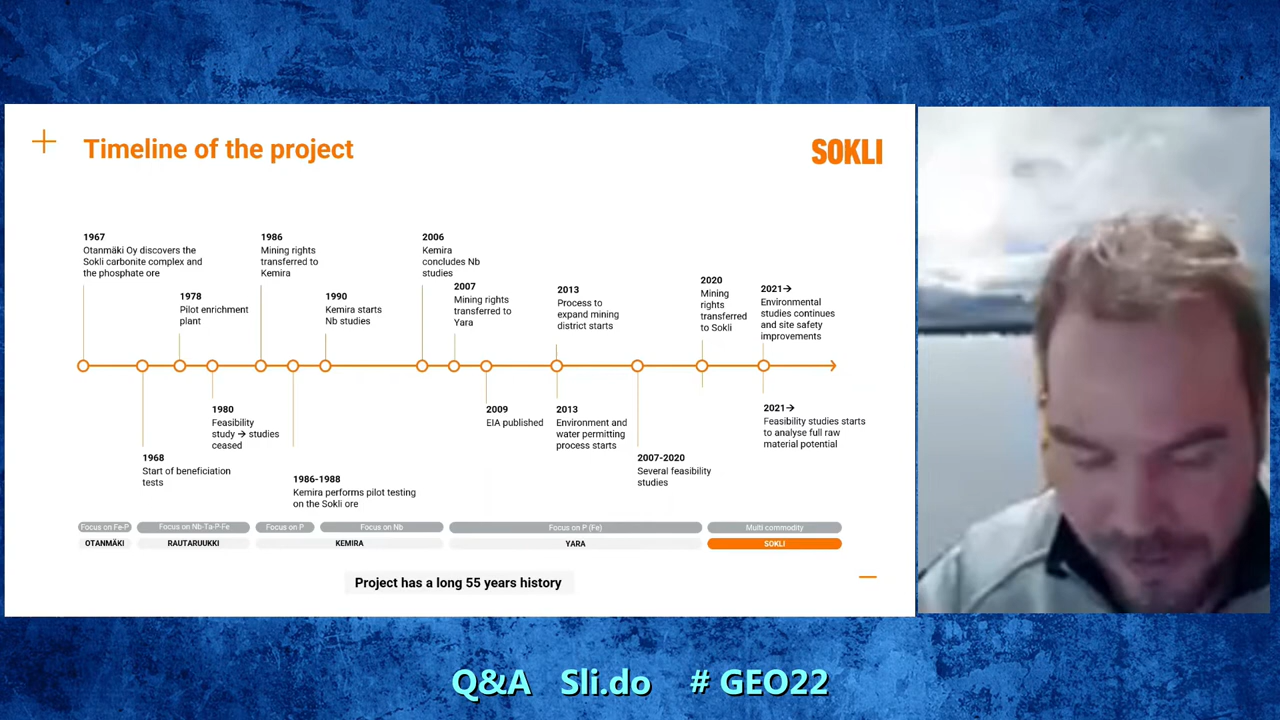 Timeline of the project
SOKLI
1967
Otanmäki Oy discovers the
Sokli carbonite complex and
the phosphate ore
1978
Pilot enrichment
plant
1986
Mining rights
transferred to
Kemira
1990
Kemira starts
Nb studies
2006
Kemira
concludes Nb
studies
2007
Mining rights
transferred to
Yara
2013
Process to
expand mining
district starts
2020
Mining
rights
transferred
to Sokli
2021→
Environmental
studies continues
and site safety
improvements
1968
Start of beneficiation
tests
1980
Feasibility
study → studies
ceased
1986-1988
Kemira performs pilot testing
on the Sokli ore
2009
EIA published
2013
Environment and
water permitting
process starts
2007-2020
Several feasibility
studies
2021→
Feasibility studies starts
to analyse full raw
material potential
Focus on Fe-P
Focus on Nb-Ta-P-Fe
Focus on P
Focus on Nb
Focus on P (Fe)
Multi commodity
OTANMÄKI
RAUTARUUKKI
KEMIRA
YARA
SOKLI
Project has a long 55 years history
Q&A Sli.do # GEO22